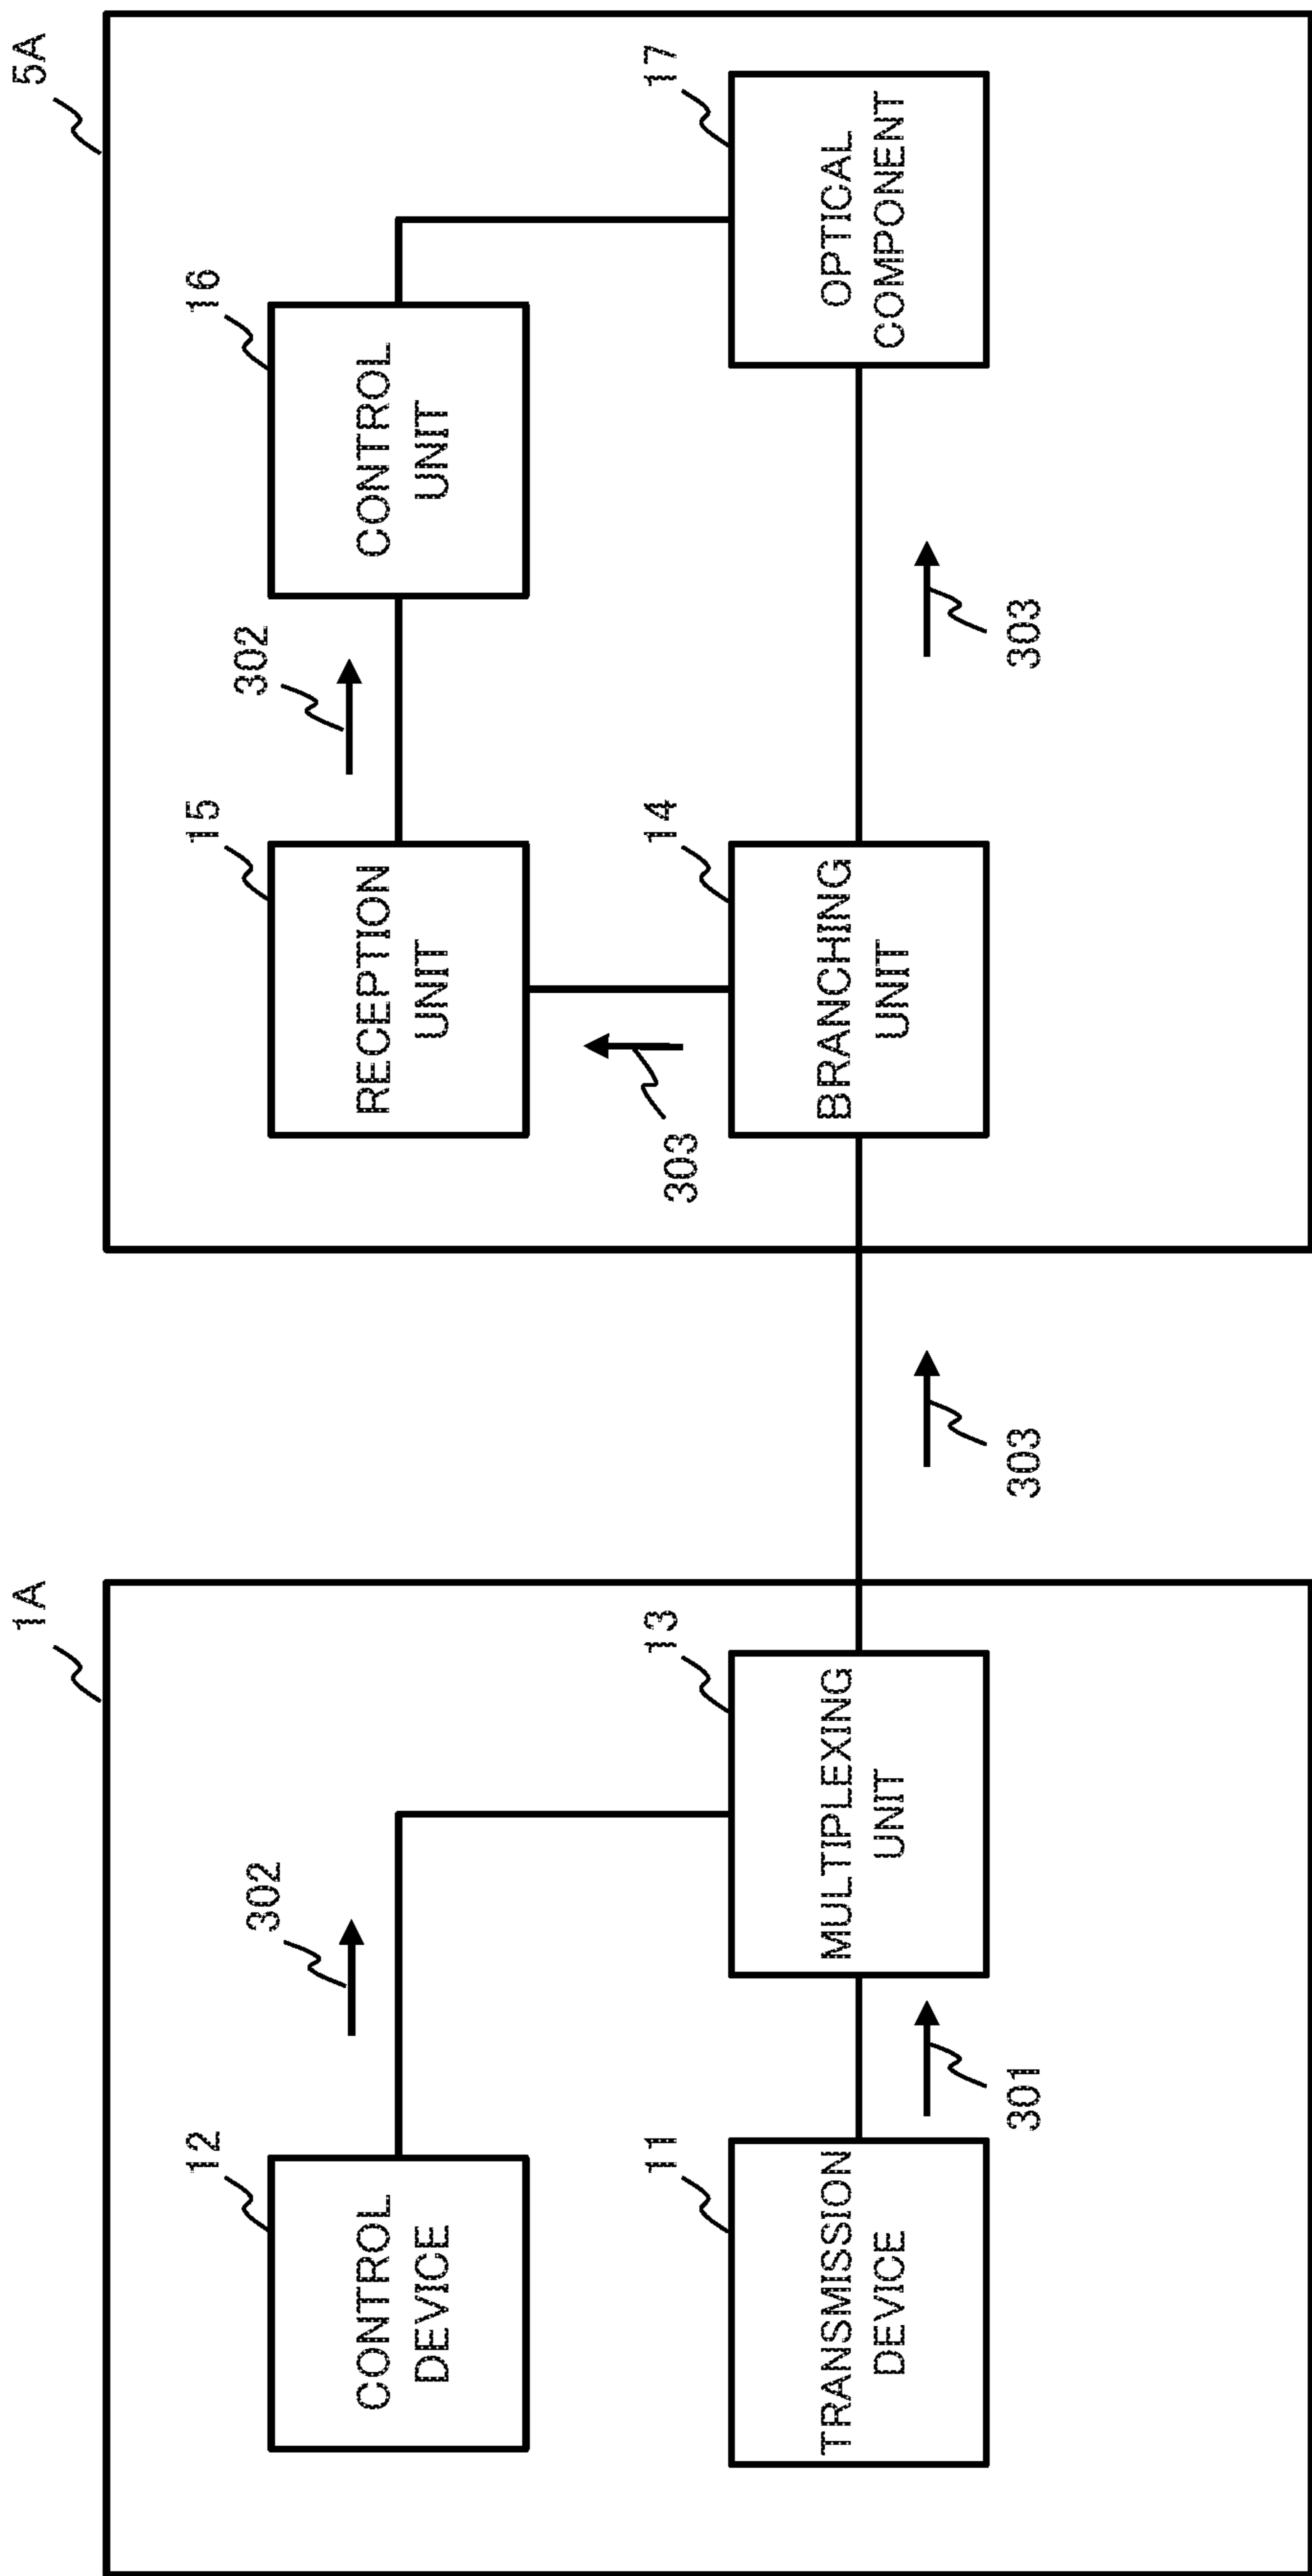 1A
12
CONTROL
DEVICE
302
11
TRANSMISSION
DEVICE
301
13
MULTIPLEXING
UNIT
303
5A
15
RECEPTION
UNIT
302
16
CONTROL
UNIT
303
14
BRANCHING
UNIT
303
17
OPTICAL
COMPONENT